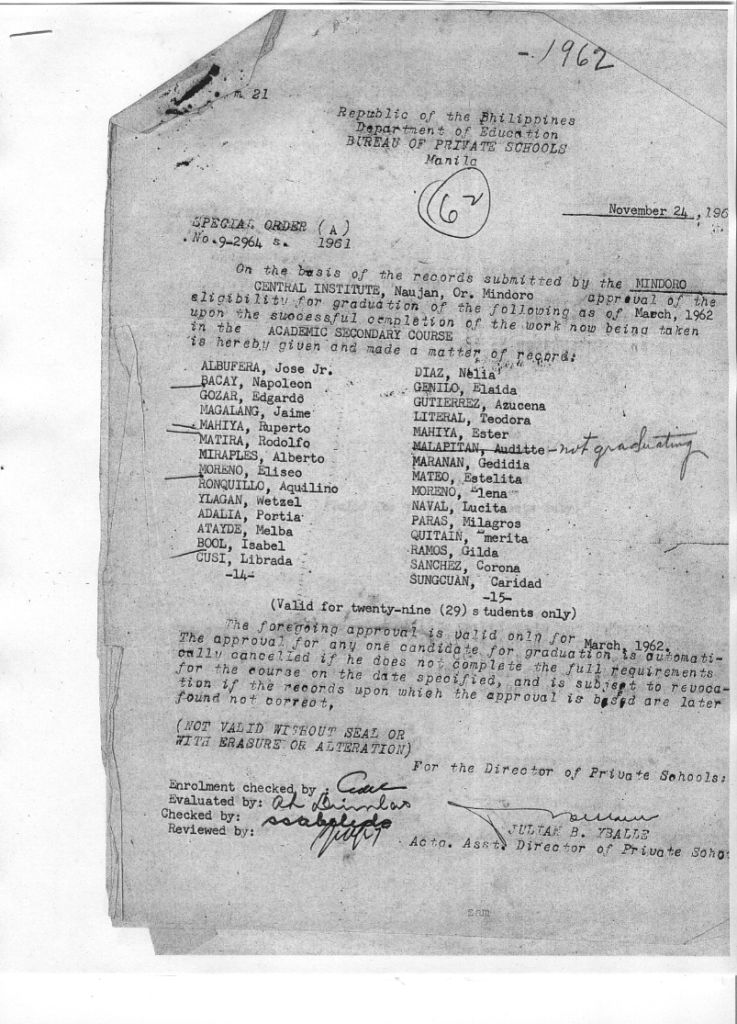 - 1962
m 21
Republic of the Philippines
Department of Education
BUREAU OF PRIVATE SCHOOLS
Manila
62
November 24, 196
SPECIAL ORDER (A)
No. 9-2964 s. 1961
On the basis of the records submitted by the MINDORO
CENTRAL INSTITUTE, Naujan, Or. Mindoro approval of the
eligibility for graduation of the following as of March, 1962
upon the successful completion of the work now being taken
in the ACADEMIC SECONDARY COURSE
is hereby given and made a matter of record:
ALBUFERA, Jose Jr.
BACAY, Napoleon
GOZAR, Edgardo
MAGALANG, Jaime
MAHIYA, Ruperto
MATIRA, Rodolfo
MIRAPLES, Alberto
MORENO, Eliseo
RONQUILLO, Aquilino
YLAGAN, Wetzel
ADALIA, Portia
ATAYDE, Melba
BOOL, Isabel
CUSI, Librada
-14-
DIAZ, Nelia
GENILO, Elaida
GUTIERREZ, Azucena
LITERAL, Teodora
MAHIYA, Ester
MALAPITAN, Auditte - not graduating
MARANAN, Gedidia
MATEO, Estelita
MORENO, lena
NAVAL, Lucita
PARAS, Milagros
QUITAIN, merita
RAMOS, Gilda
SANCHEZ, Corona
SUNGCUAN, Caridad
-15-
(Valid for twenty-nine (29) students only)
The foregoing approval is valid only for March, 1962.
The approval for any one candidate for graduation is automati-
cally cancelled if he does not complete the full requirements
for the course on the date specified, and is subject to revoca-
tion if the records upon which the approval is based are later
found not correct,
(NOT VALID WITHOUT SEAL OR
WITH ERASURE OR ALTERATION)
For the Director of Private Schools:
Enrolment checked by:
Evaluated by:
Checked by:
Reviewed by:
JULIAN B. YBALLE
Actg. Asst. Director of Private Scho
zam